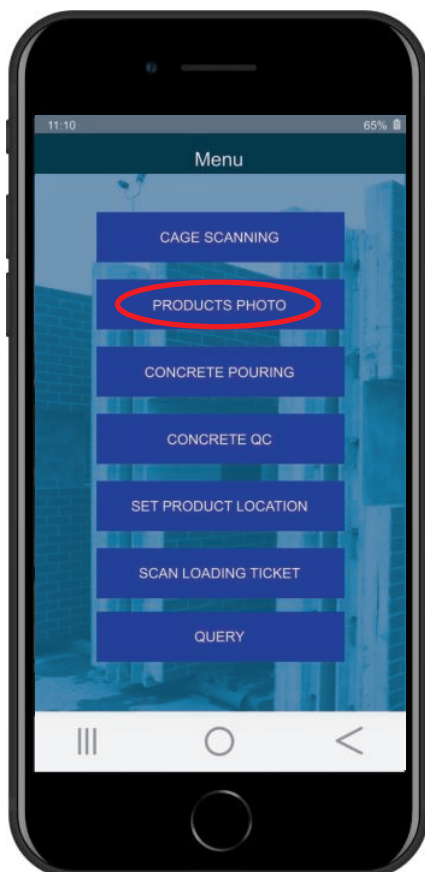 11:10 65%
Menu
CAGE SCANNING
PRODUCTS PHOTO
CONCRETE POURING
CONCRETE QC
SET PRODUCT LOCATION
SCAN LOADING TICKET
QUERY